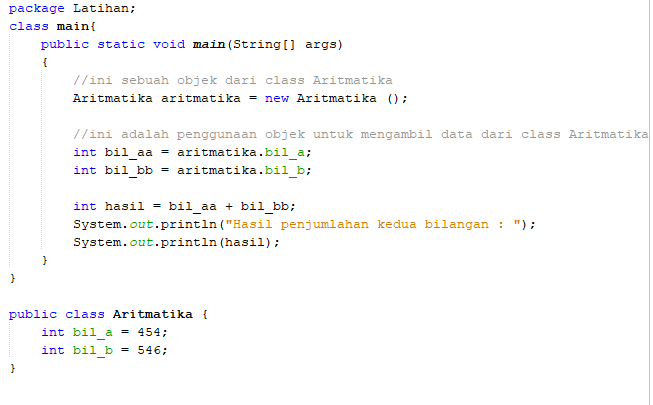 package Latihan;
class main{
    public static void main(String[] args)
    {
        //ini sebuah objek dari class Aritmatika
        Aritmatika aritmatika = new Aritmatika ();
        //ini adalah penggunaan objek untuk mengambil data dari class Aritmatika
        int bil_aa = aritmatika.bil_a;
        int bil_bb = aritmatika.bil_b;
        int hasil = bil_aa + bil_bb;
        System.out.println("Hasil penjumlahan kedua bilangan : ");
        System.out.println(hasil);
    }
}
public class Aritmatika {
    int bil_a = 454;
    int bil_b = 546;
}